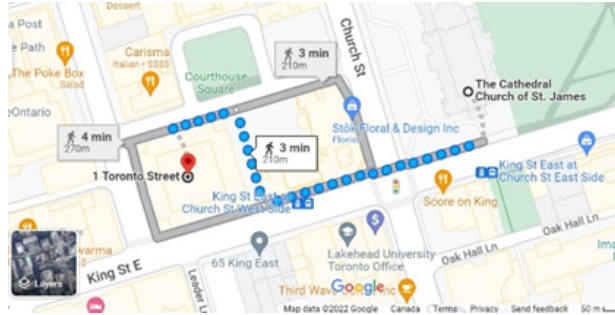 a Post
e Path
The Poke Box
Salad
eOntario
Dessert
Carisma
Italian • $$$$
Courthouse
Square
3 min
210m
Church St
The Cathedral
Church of St. James
4 min
270m
Stōk Floral & Design Inc
Florist
3 min
210m
1 Toronto Street
King St East at
Church St West Side
King St East at
Church St East Side
Score on King
Oak Hall Ln
warma
King St E
65 King East
Lakehead University
Toronto Office
Oak Hall Ln
Layers
Leader L
Third Wave
Google
Map data ©2022 Google
Canada
Terms
Privacy
Send feedback
50 m